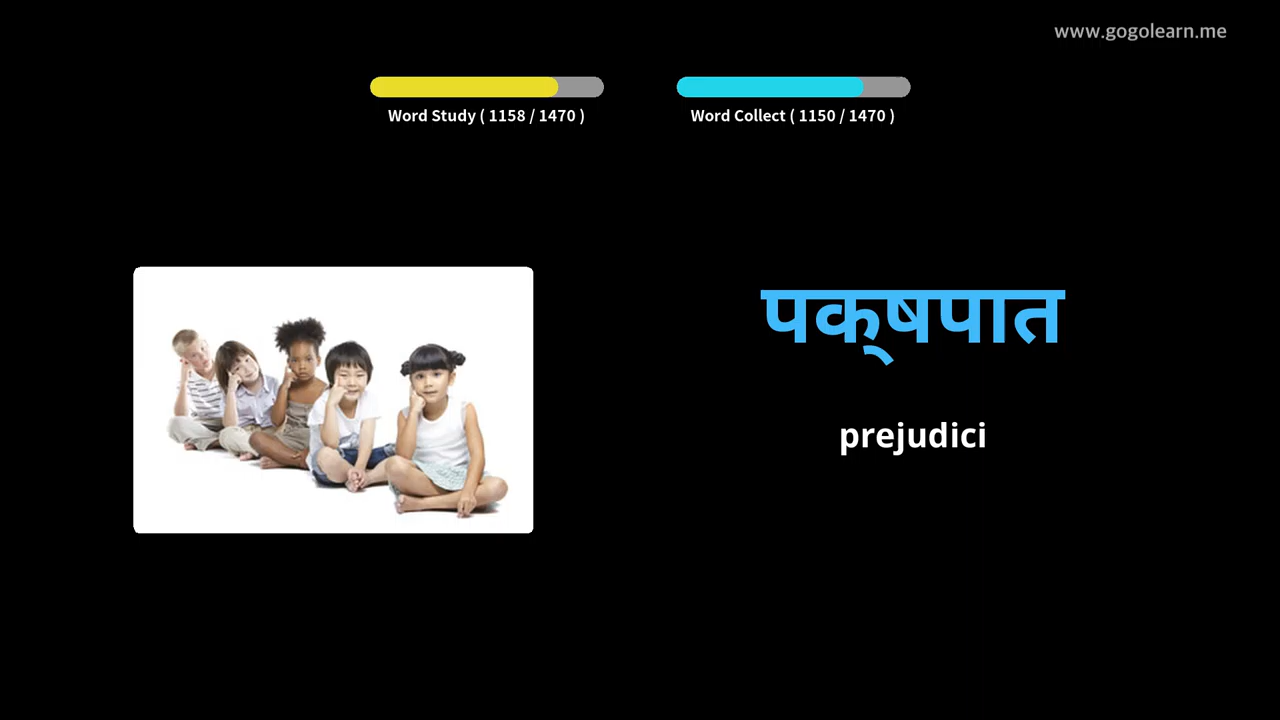 www.gogolearn.me
Word Study ( 1158 / 1470 )
Word Collect ( 1150 / 1470 )
पक्‌षपात
prejudici